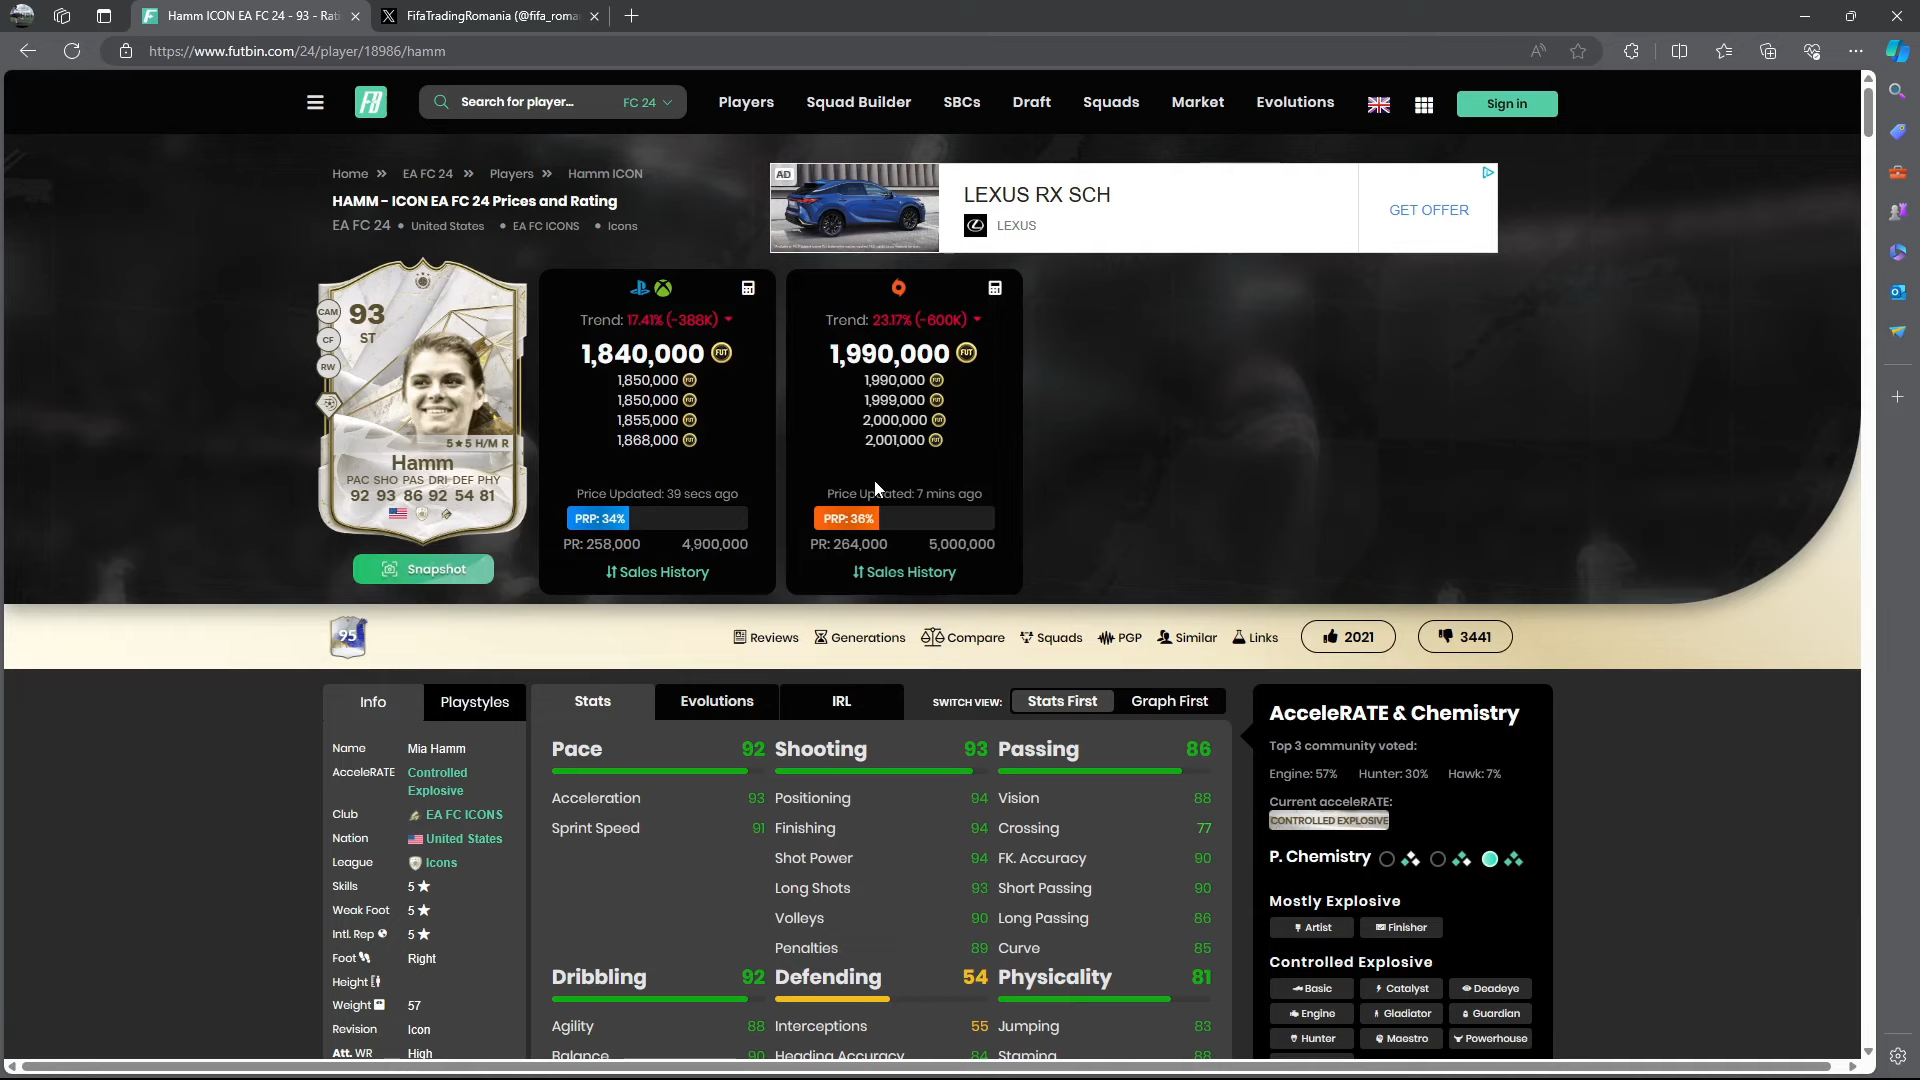 Hamm ICON EA FC 24 - 93 - Rati
FifaTradingRomania (@fifa_roma
https://www.futbin.com/24/player/18986/hamm
Search for player...
FC 24
Players
Squad Builder
SBCs
Draft
Squads
Market
Evolutions
Sign in
Home » EA FC 24 » Players » Hamm ICON
HAMM - ICON EA FC 24 Prices and Rating
EA FC 24 • United States • EA FC ICONS • Icons
AD
LEXUS RX SCH
LEXUS
GET OFFER
93
ST
CAM
CF
RW
5★5 H/M R
Hamm
PAC SHO PAS DRI DEF PHY
92 93 86 92 54 81
Snapshot
Trend: 17.41% (-388K)
1,840,000
1,850,000
1,850,000
1,855,000
1,868,000
Price Updated: 39 secs ago
PRP: 34%
PR: 258,000 4,900,000
Sales History
Trend: 23.17% (-600K)
1,990,000
1,990,000
1,999,000
2,000,000
2,001,000
Price Updated: 7 mins ago
PRP: 36%
PR: 264,000 5,000,000
Sales History
95
Reviews
Generations
Compare
Squads
PGP
Similar
Links
2021
3441
Info
Playstyles
Name Mia Hamm
AcceleRATE Controlled
Explosive
Club EA FC ICONS
Nation United States
League Icons
Skills 5★
Weak Foot 5★
Intl. Rep 5★
Foot Right
Height
Weight 57
Revision Icon
Att. WR High
Stats
Evolutions
IRL
SWITCH VIEW:
Stats First
Graph First
Pace 92
Acceleration 93
Sprint Speed 91
Shooting 93
Positioning 94
Finishing 94
Shot Power 94
Long Shots 93
Volleys 90
Penalties 89
Passing 86
Vision 88
Crossing 77
FK. Accuracy 90
Short Passing 90
Long Passing 86
Curve 85
Dribbling 92
Agility 88
Balance 90
Defending 54
Interceptions 55
Heading Accuracy 84
Physicality 81
Jumping 83
Stamina 88
AcceleRATE & Chemistry
Top 3 community voted:
Engine: 57% Hunter: 30% Hawk: 7%
Current acceleRATE:
CONTROLLED EXPLOSIVE
P. Chemistry
Mostly Explosive
Artist
Finisher
Controlled Explosive
Basic
Catalyst
Deadeye
Engine
Gladiator
Guardian
Hunter
Maestro
Powerhouse